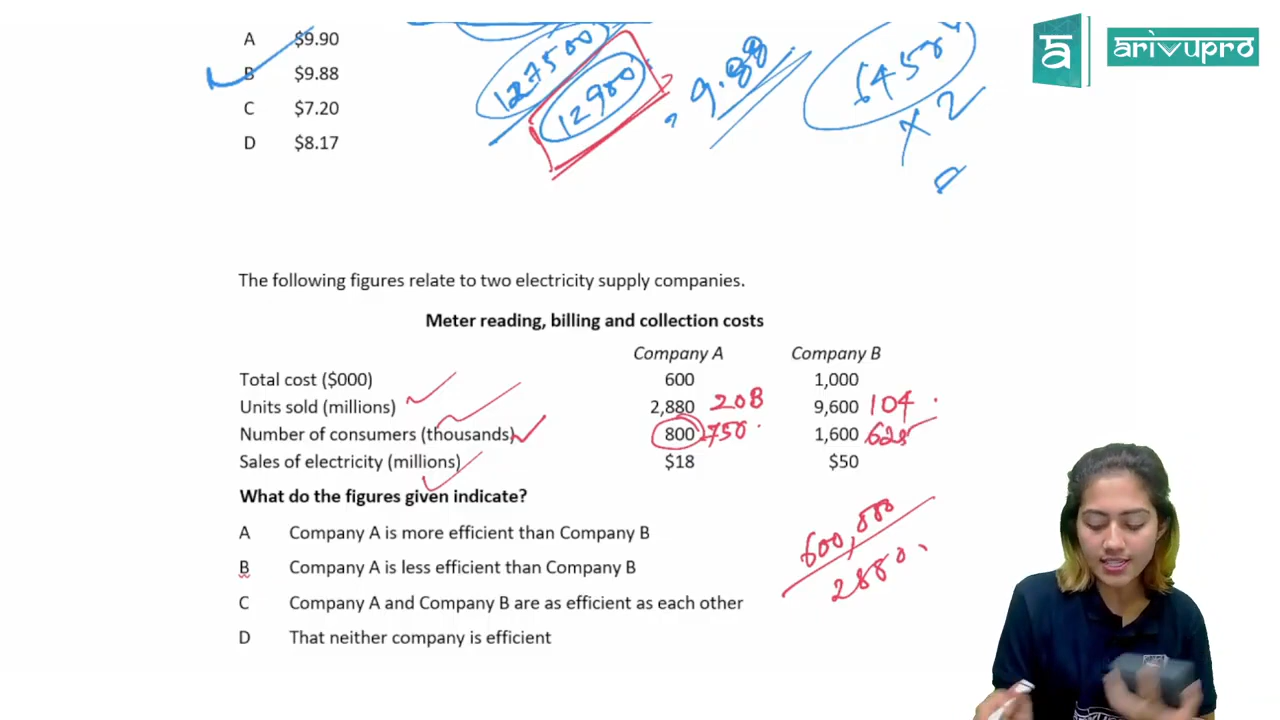 A $9.90
B $9.88
C $7.20
D $8.17
127500
12900
9.88
6450
x 2
ā
arivupro
The following figures relate to two electricity supply companies.
Meter reading, billing and collection costs
Company A Company B
Total cost ($000) 600 1,000
Units sold (millions) 2,880 208 9,600 104
Number of consumers (thousands) 800 750 1,600 625
Sales of electricity (millions) $18 $50
What do the figures given indicate?
A Company A is more efficient than Company B
B Company A is less efficient than Company B
C Company A and Company B are as efficient as each other
D That neither company is efficient
600,000
2880